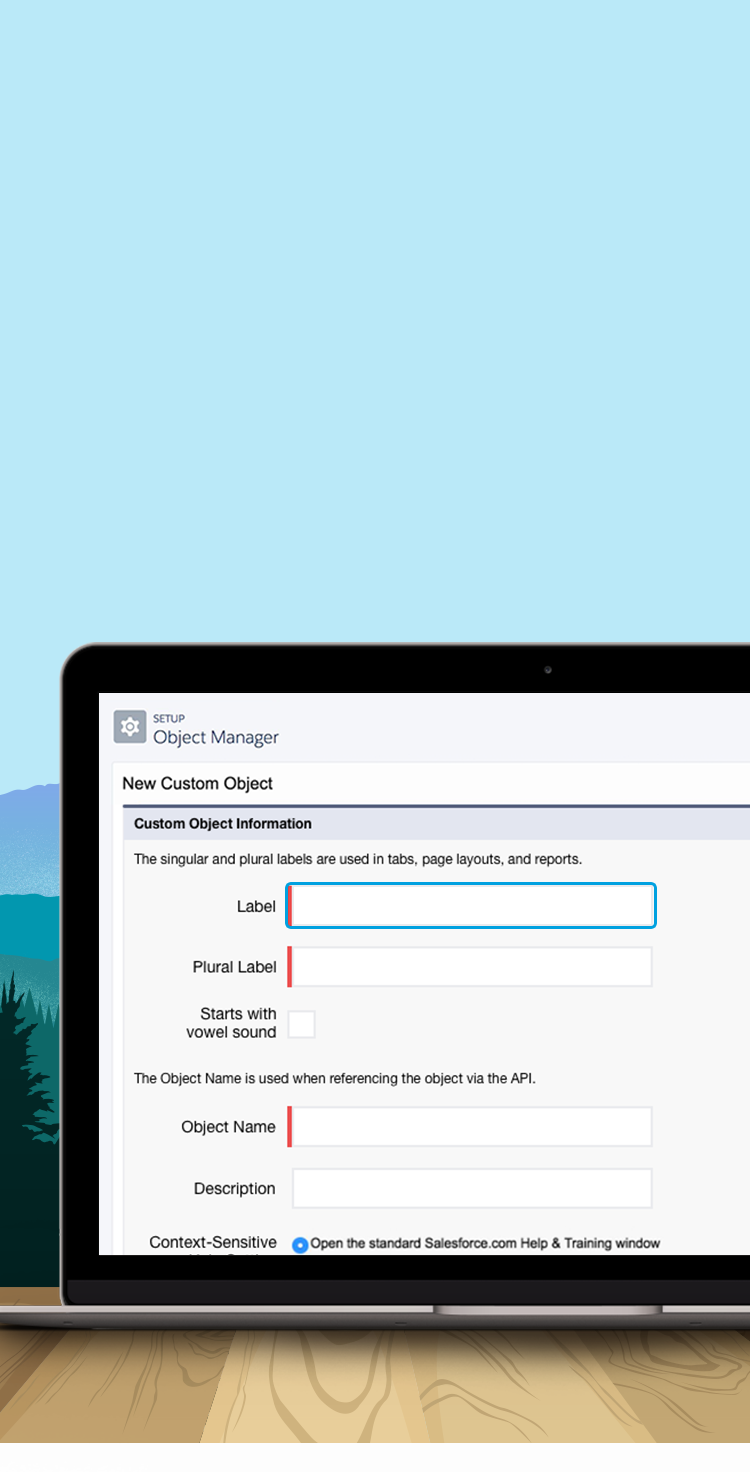 SETUP
Object Manager
New Custom Object
Custom Object Information
The singular and plural labels are used in tabs, page layouts, and reports.
Label
Plural Label
Starts with
vowel sound
The Object Name is used when referencing the object via the API.
Object Name
Description
Context-Sensitive
Open the standard Salesforce.com Help & Training window